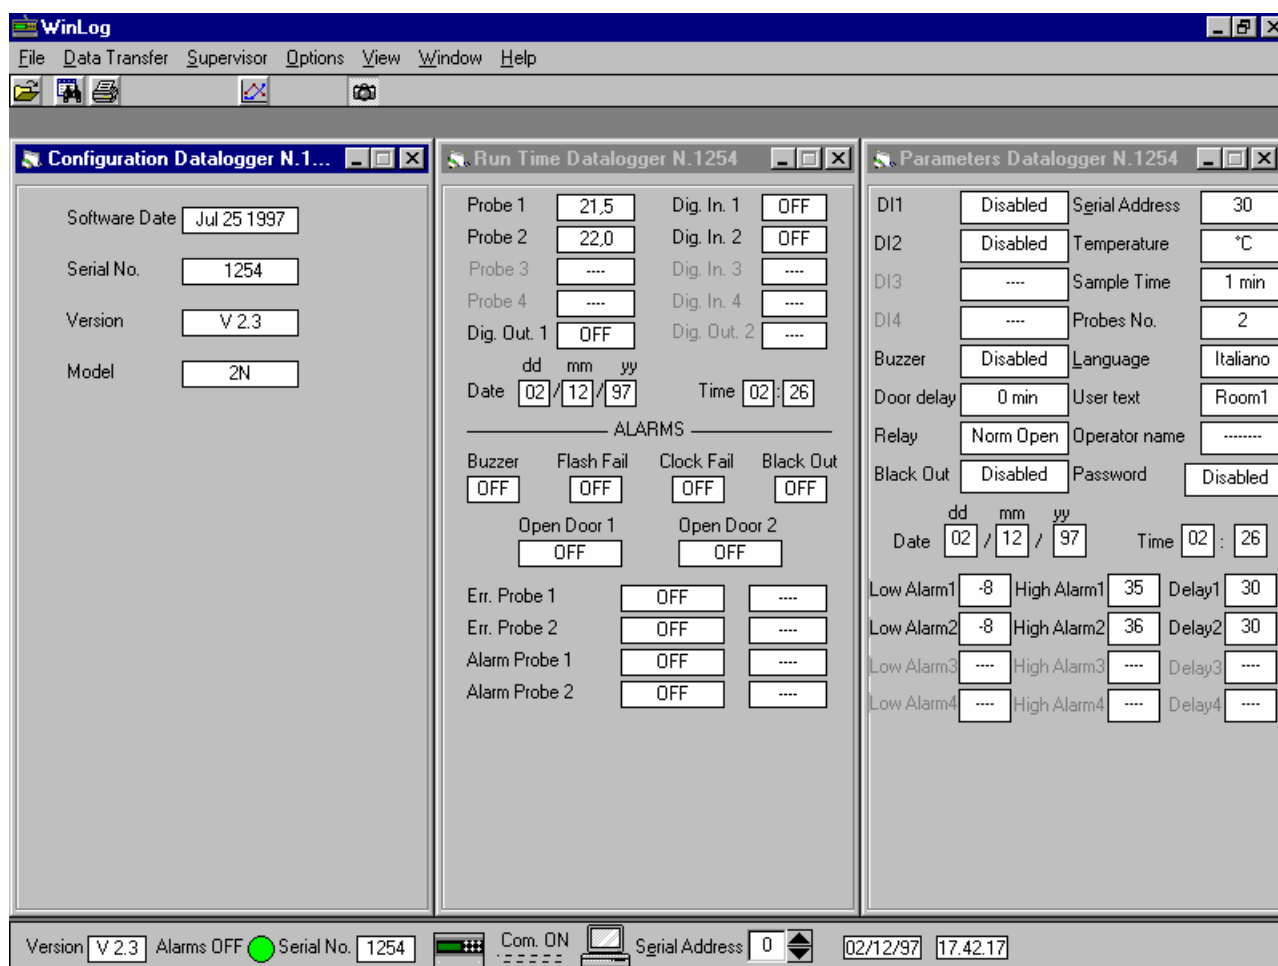 WinLog
File Data Transfer Supervisor Options View Window Help
Configuration Datalogger N.1...
Software Date Jul 25 1997
Serial No. 1254
Version V 2.3
Model 2N
Run Time Datalogger N.1254
Probe 1 21,5 Dig. In. 1 OFF
Probe 2 22,0 Dig. In. 2 OFF
Probe 3 ---- Dig. In. 3 ----
Probe 4 ---- Dig. In. 4 ----
Dig. Out. 1 OFF Dig. Out. 2 ----
dd mm yy
Date 02 / 12 / 97 Time 02 : 26
ALARMS
Buzzer Flash Fail Clock Fail Black Out
OFF OFF OFF OFF
Open Door 1 Open Door 2
OFF OFF
Err. Probe 1 OFF ----
Err. Probe 2 OFF ----
Alarm Probe 1 OFF ----
Alarm Probe 2 OFF ----
Parameters Datalogger N.1254
DI1 Disabled Serial Address 30
DI2 Disabled Temperature °C
DI3 ---- Sample Time 1 min
DI4 ---- Probes No. 2
Buzzer Disabled Language Italiano
Door delay 0 min User text Room1
Relay Norm Open Operator name --------
Black Out Disabled Password Disabled
dd mm yy
Date 02 / 12 / 97 Time 02 : 26
Low Alarm1 -8 High Alarm1 35 Delay1 30
Low Alarm2 -8 High Alarm2 36 Delay2 30
Low Alarm3 ---- High Alarm3 ---- Delay3 ----
Low Alarm4 ---- High Alarm4 ---- Delay4 ----
Version V 2.3 Alarms OFF Serial No. 1254 Com. ON Serial Address 0 02/12/97 17.42.17